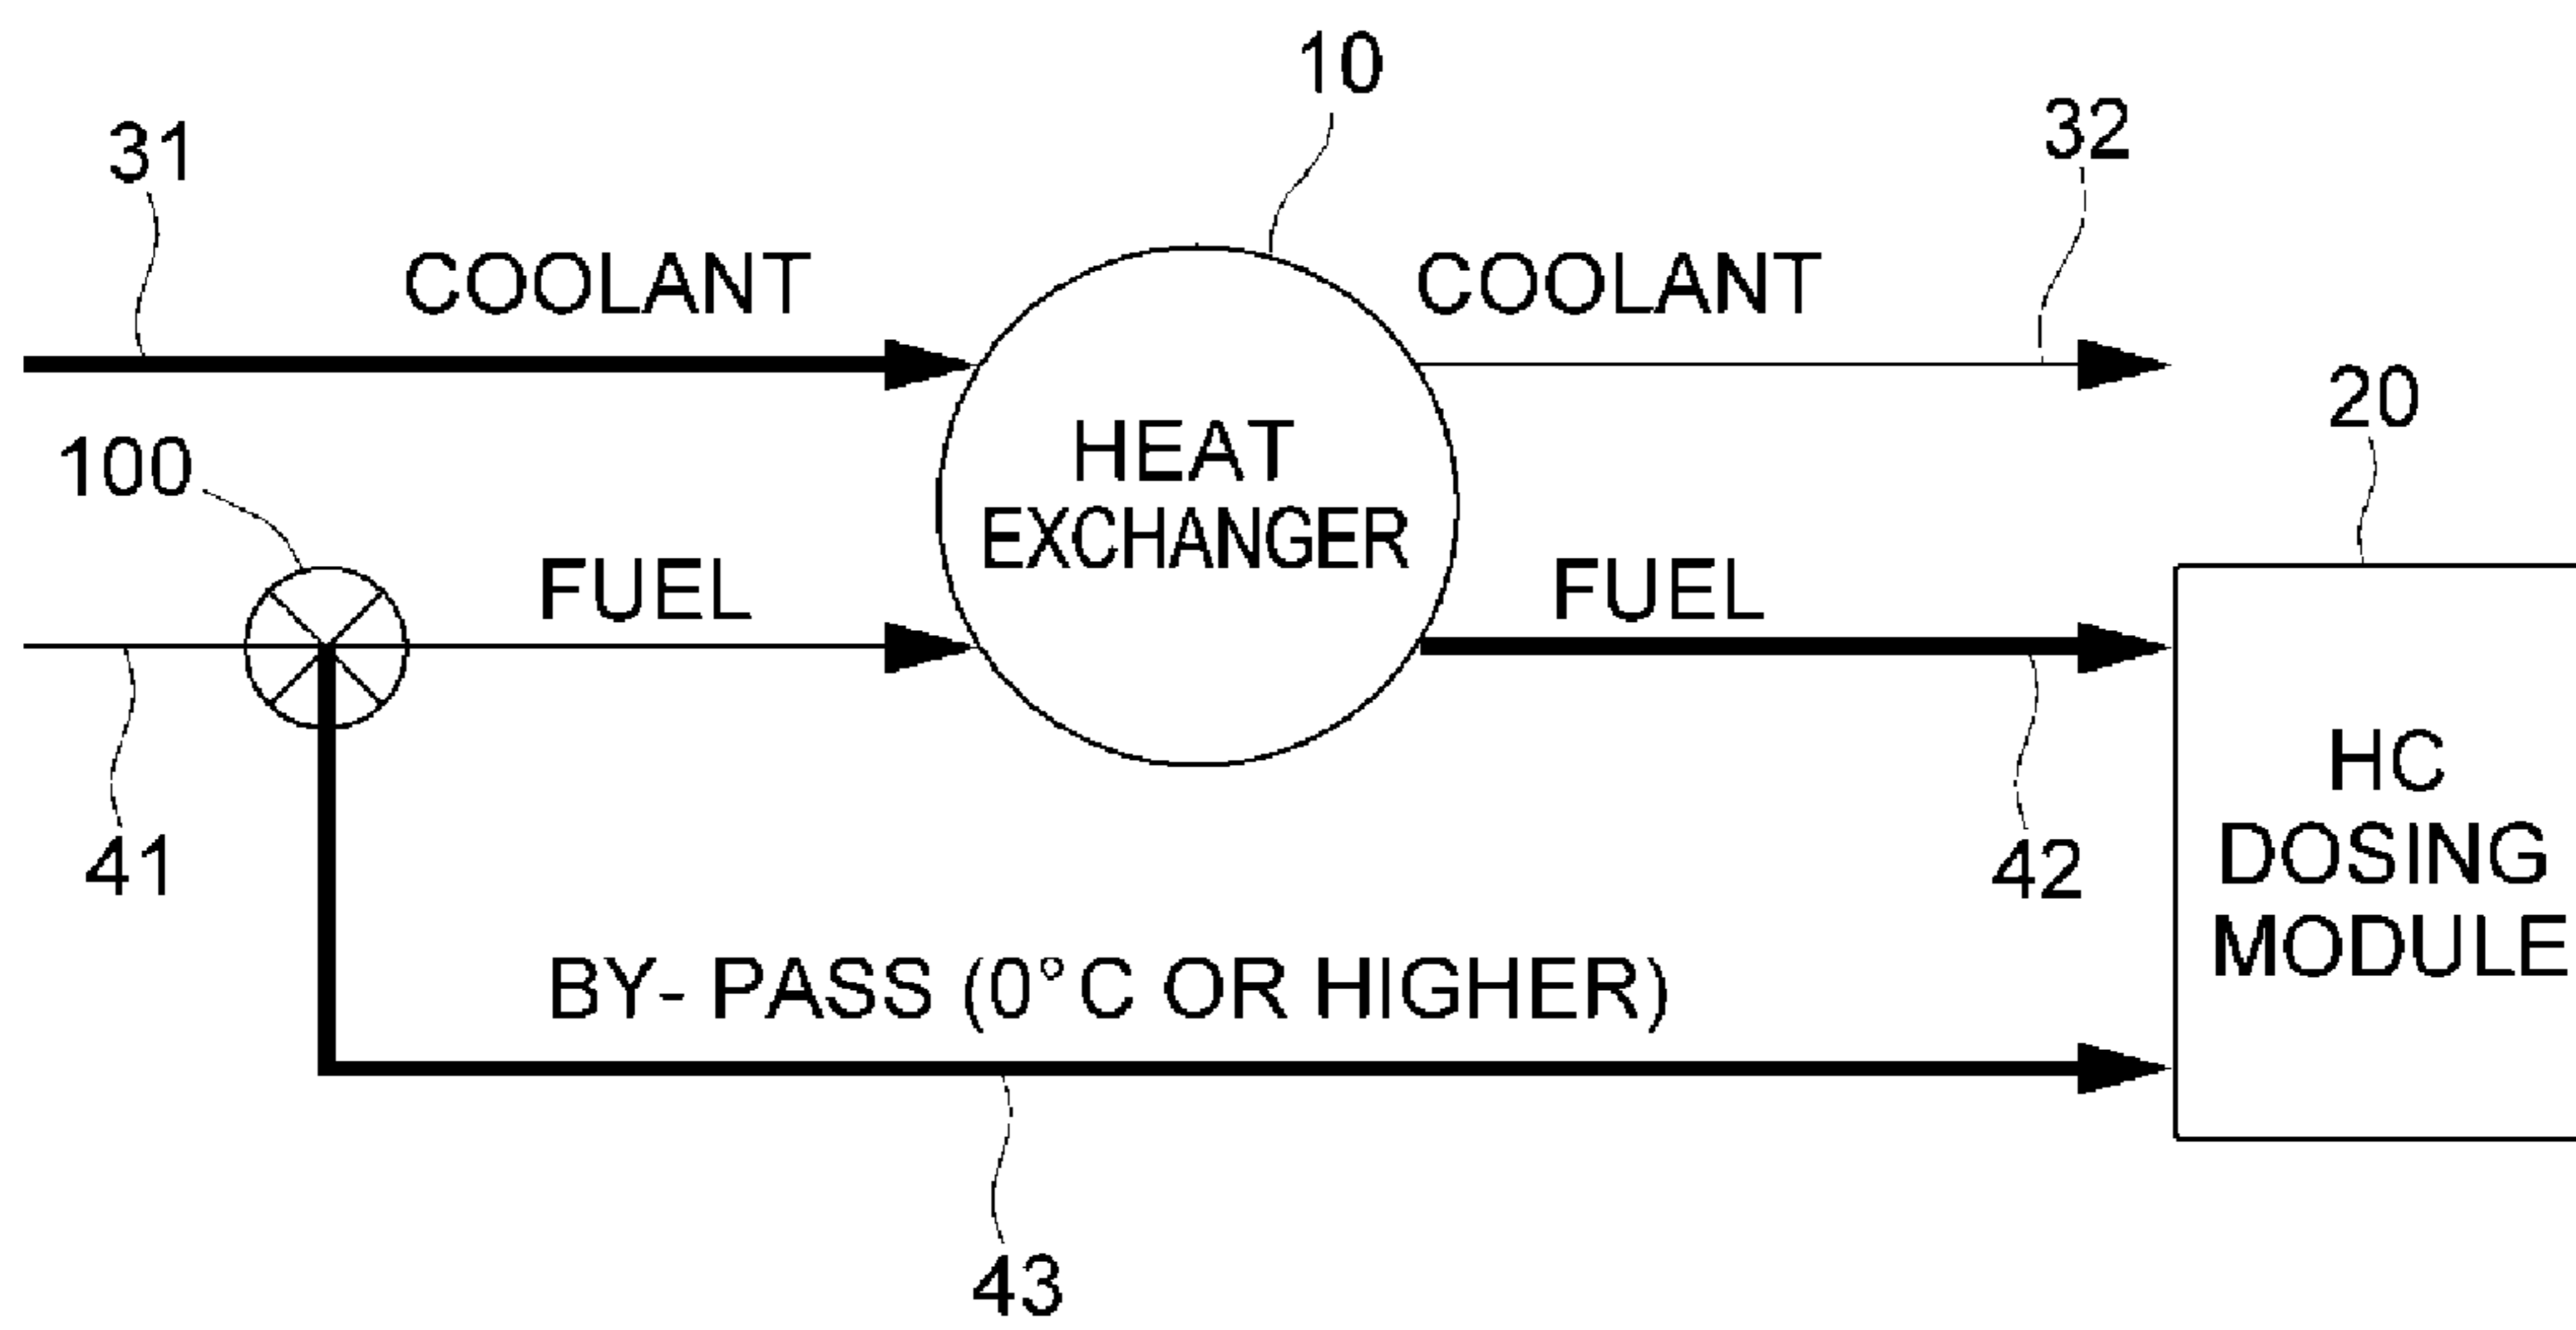 10
31
32
COOLANT
COOLANT
20
100
HEAT
EXCHANGER
FUEL
FUEL
HC
DOSING
MODULE
41
42
BY- PASS (0°C OR HIGHER)
43